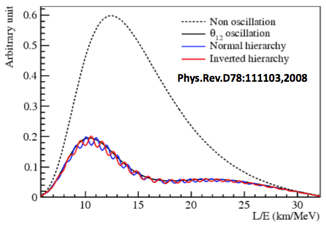 Arbitrary unit
0.6
0.5
0.4
0.3
0.2
0.1
0
Non oscillation
θ12 oscillation
Normal hierarchy
Inverted hierarchy
Phys.Rev.D78:111103,2008
10 15 20 25 30
L/E (km/MeV)